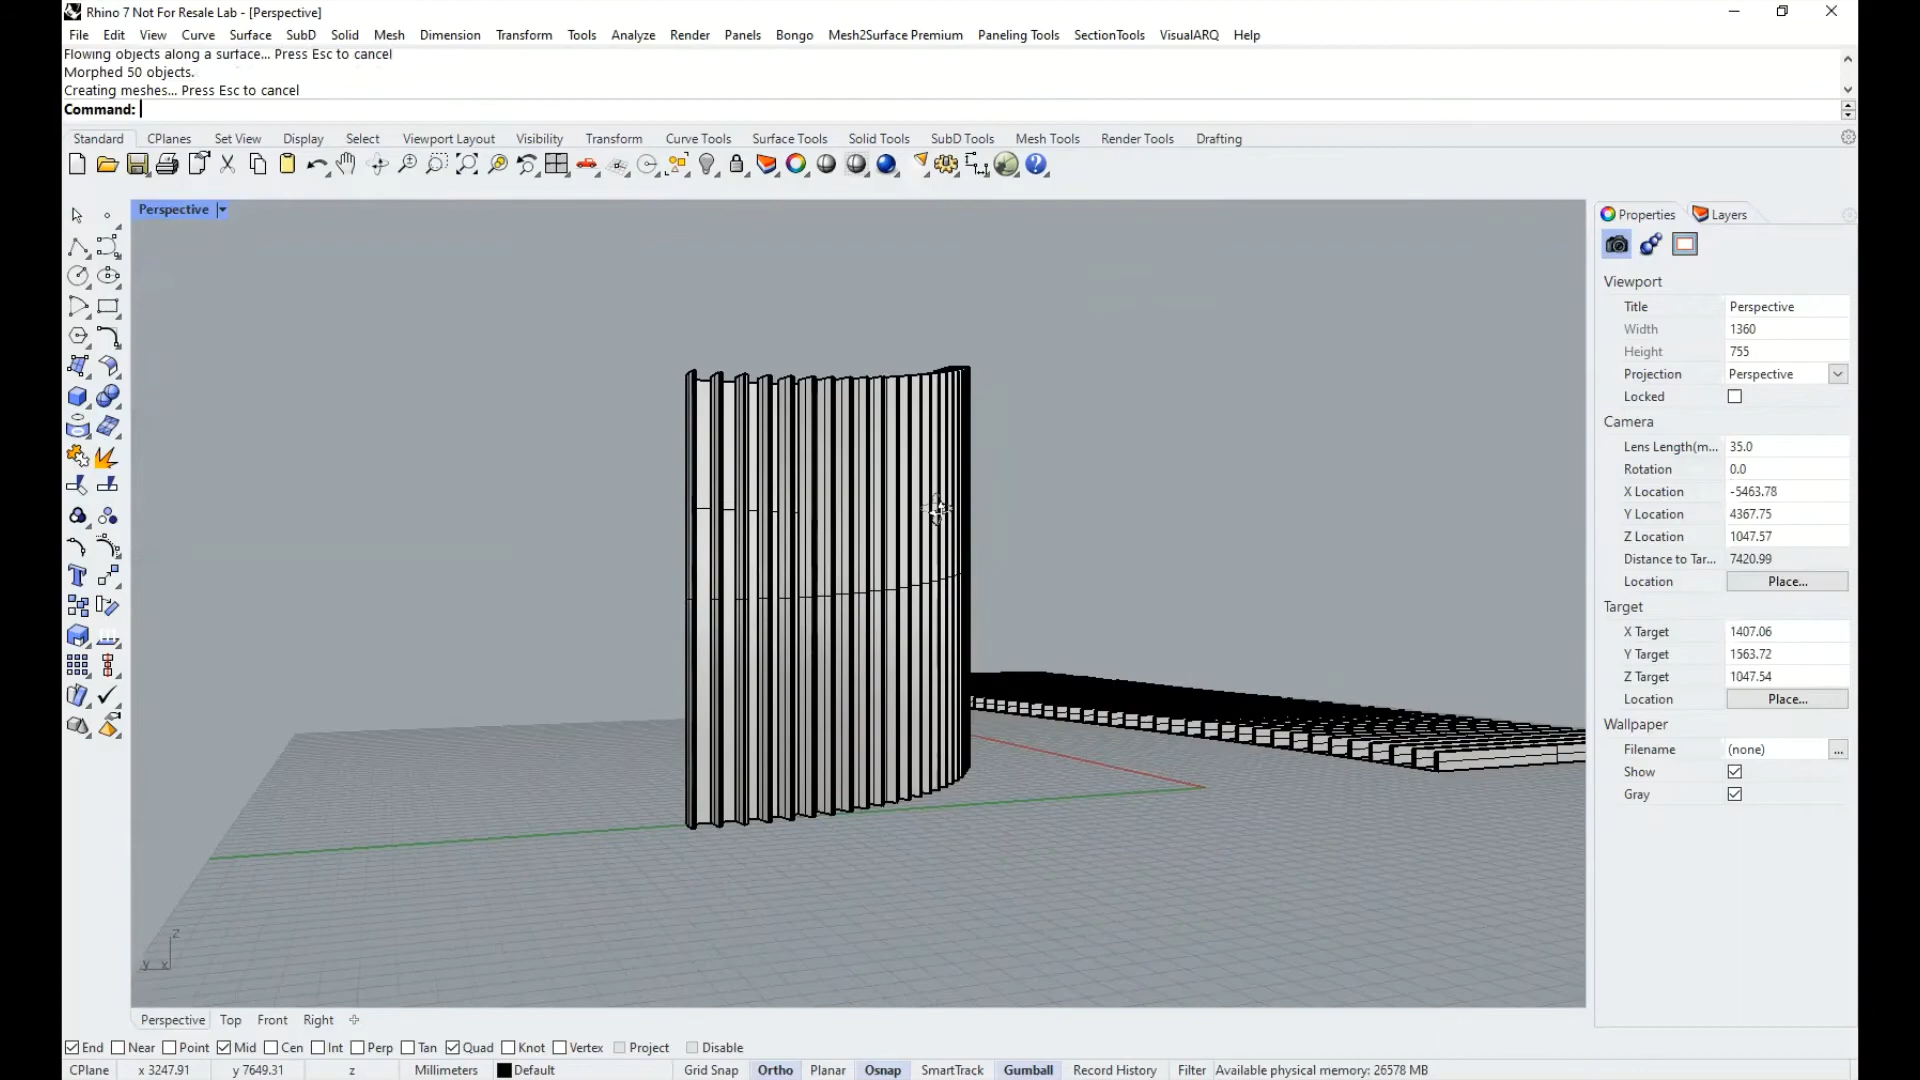 Rhino 7 Not For Resale Lab - [Perspective]
File Edit View Curve Surface SubD Solid Mesh Dimension Transform Tools Analyze Render Panels Bongo Mesh2Surface Premium Paneling Tools SectionTools VisualARQ Help
Flowing objects along a surface... Press Esc to cancel
Morphed 50 objects.
Creating meshes... Press Esc to cancel
Command:
Standard CPlanes Set View Display Select Viewport Layout Visibility Transform Curve Tools Surface Tools Solid Tools SubD Tools Mesh Tools Render Tools Drafting
Perspective
Properties Layers
Viewport
Title Perspective
Width 1360
Height 755
Projection Perspective
Locked
Camera
Lens Length(m... 35.0
Rotation 0.0
X Location -5463.78
Y Location 4367.75
Z Location 1047.57
Distance to Tar... 7420.99
Location Place...
Target
X Target 1407.06
Y Target 1563.72
Z Target 1047.54
Location Place...
Wallpaper
Filename (none) ...
Show
Gray
z
y x
Perspective Top Front Right
End Near Point Mid Cen Int Perp Tan Quad Knot Vertex Project Disable
CPlane x 3247.91 y 7649.31 z Millimeters Default Grid Snap Ortho Planar Osnap SmartTrack Gumball Record History Filter Available physical memory: 26578 MB